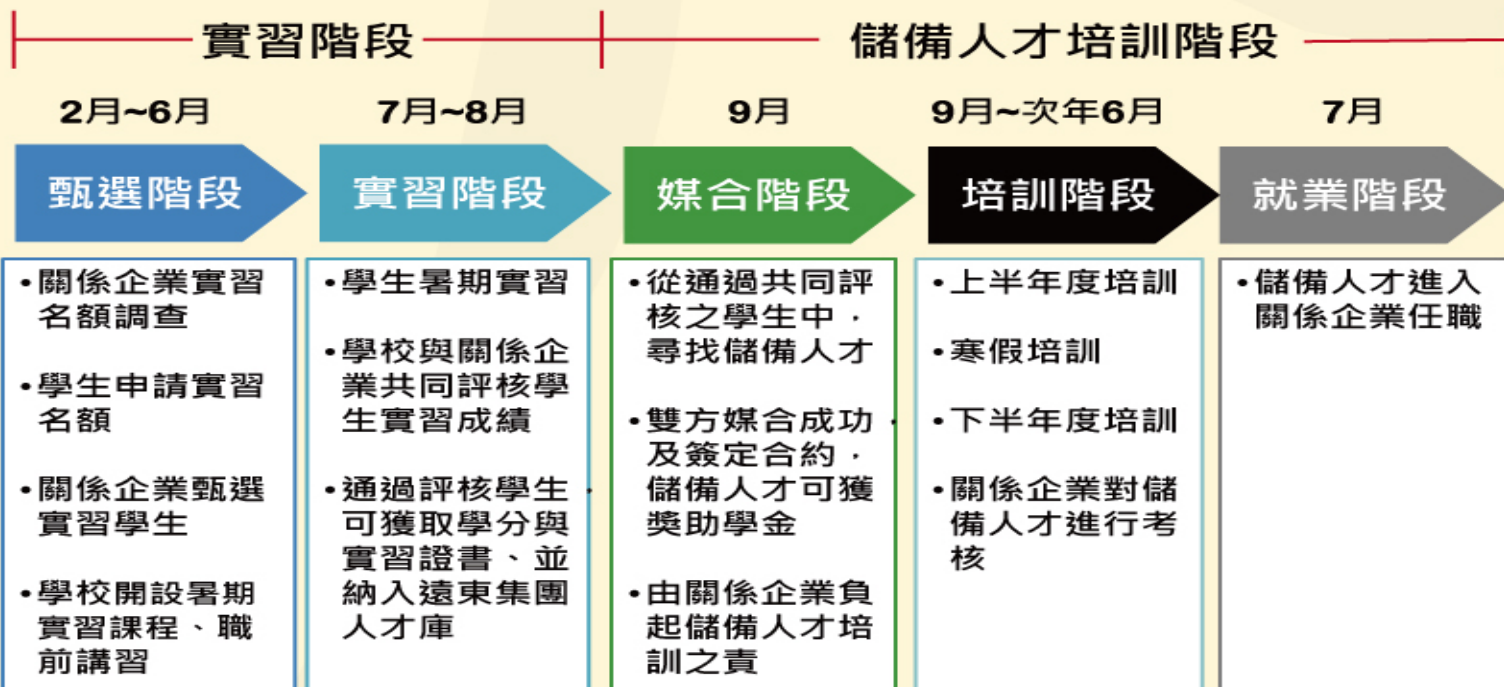 實習階段
儲備人才培訓階段
2月~6月
7月~8月
9月
9月~次年6月
7月
甄選階段
實習階段
媒合階段
培訓階段
就業階段
•關係企業實習
名額調查
•學生申請實習
名額
•關係企業甄選
實習學生
•學校開設暑期
實習課程、職
前講習
•學生暑期實習
•學校與關係企
業共同評核學
生實習成績
•通過評核學生，
可獲取學分與
實習證書、並
納入遠東集團
人才庫
•從通過共同評
核之學生中，
尋找儲備人才
•雙方媒合成功，
及簽定合約，
儲備人才可獲
獎助學金
•由關係企業負
起儲備人才培
訓之責
•上半年度培訓
•寒假培訓
•下半年度培訓
•關係企業對儲
備人才進行考
核
•儲備人才進入
關係企業任職